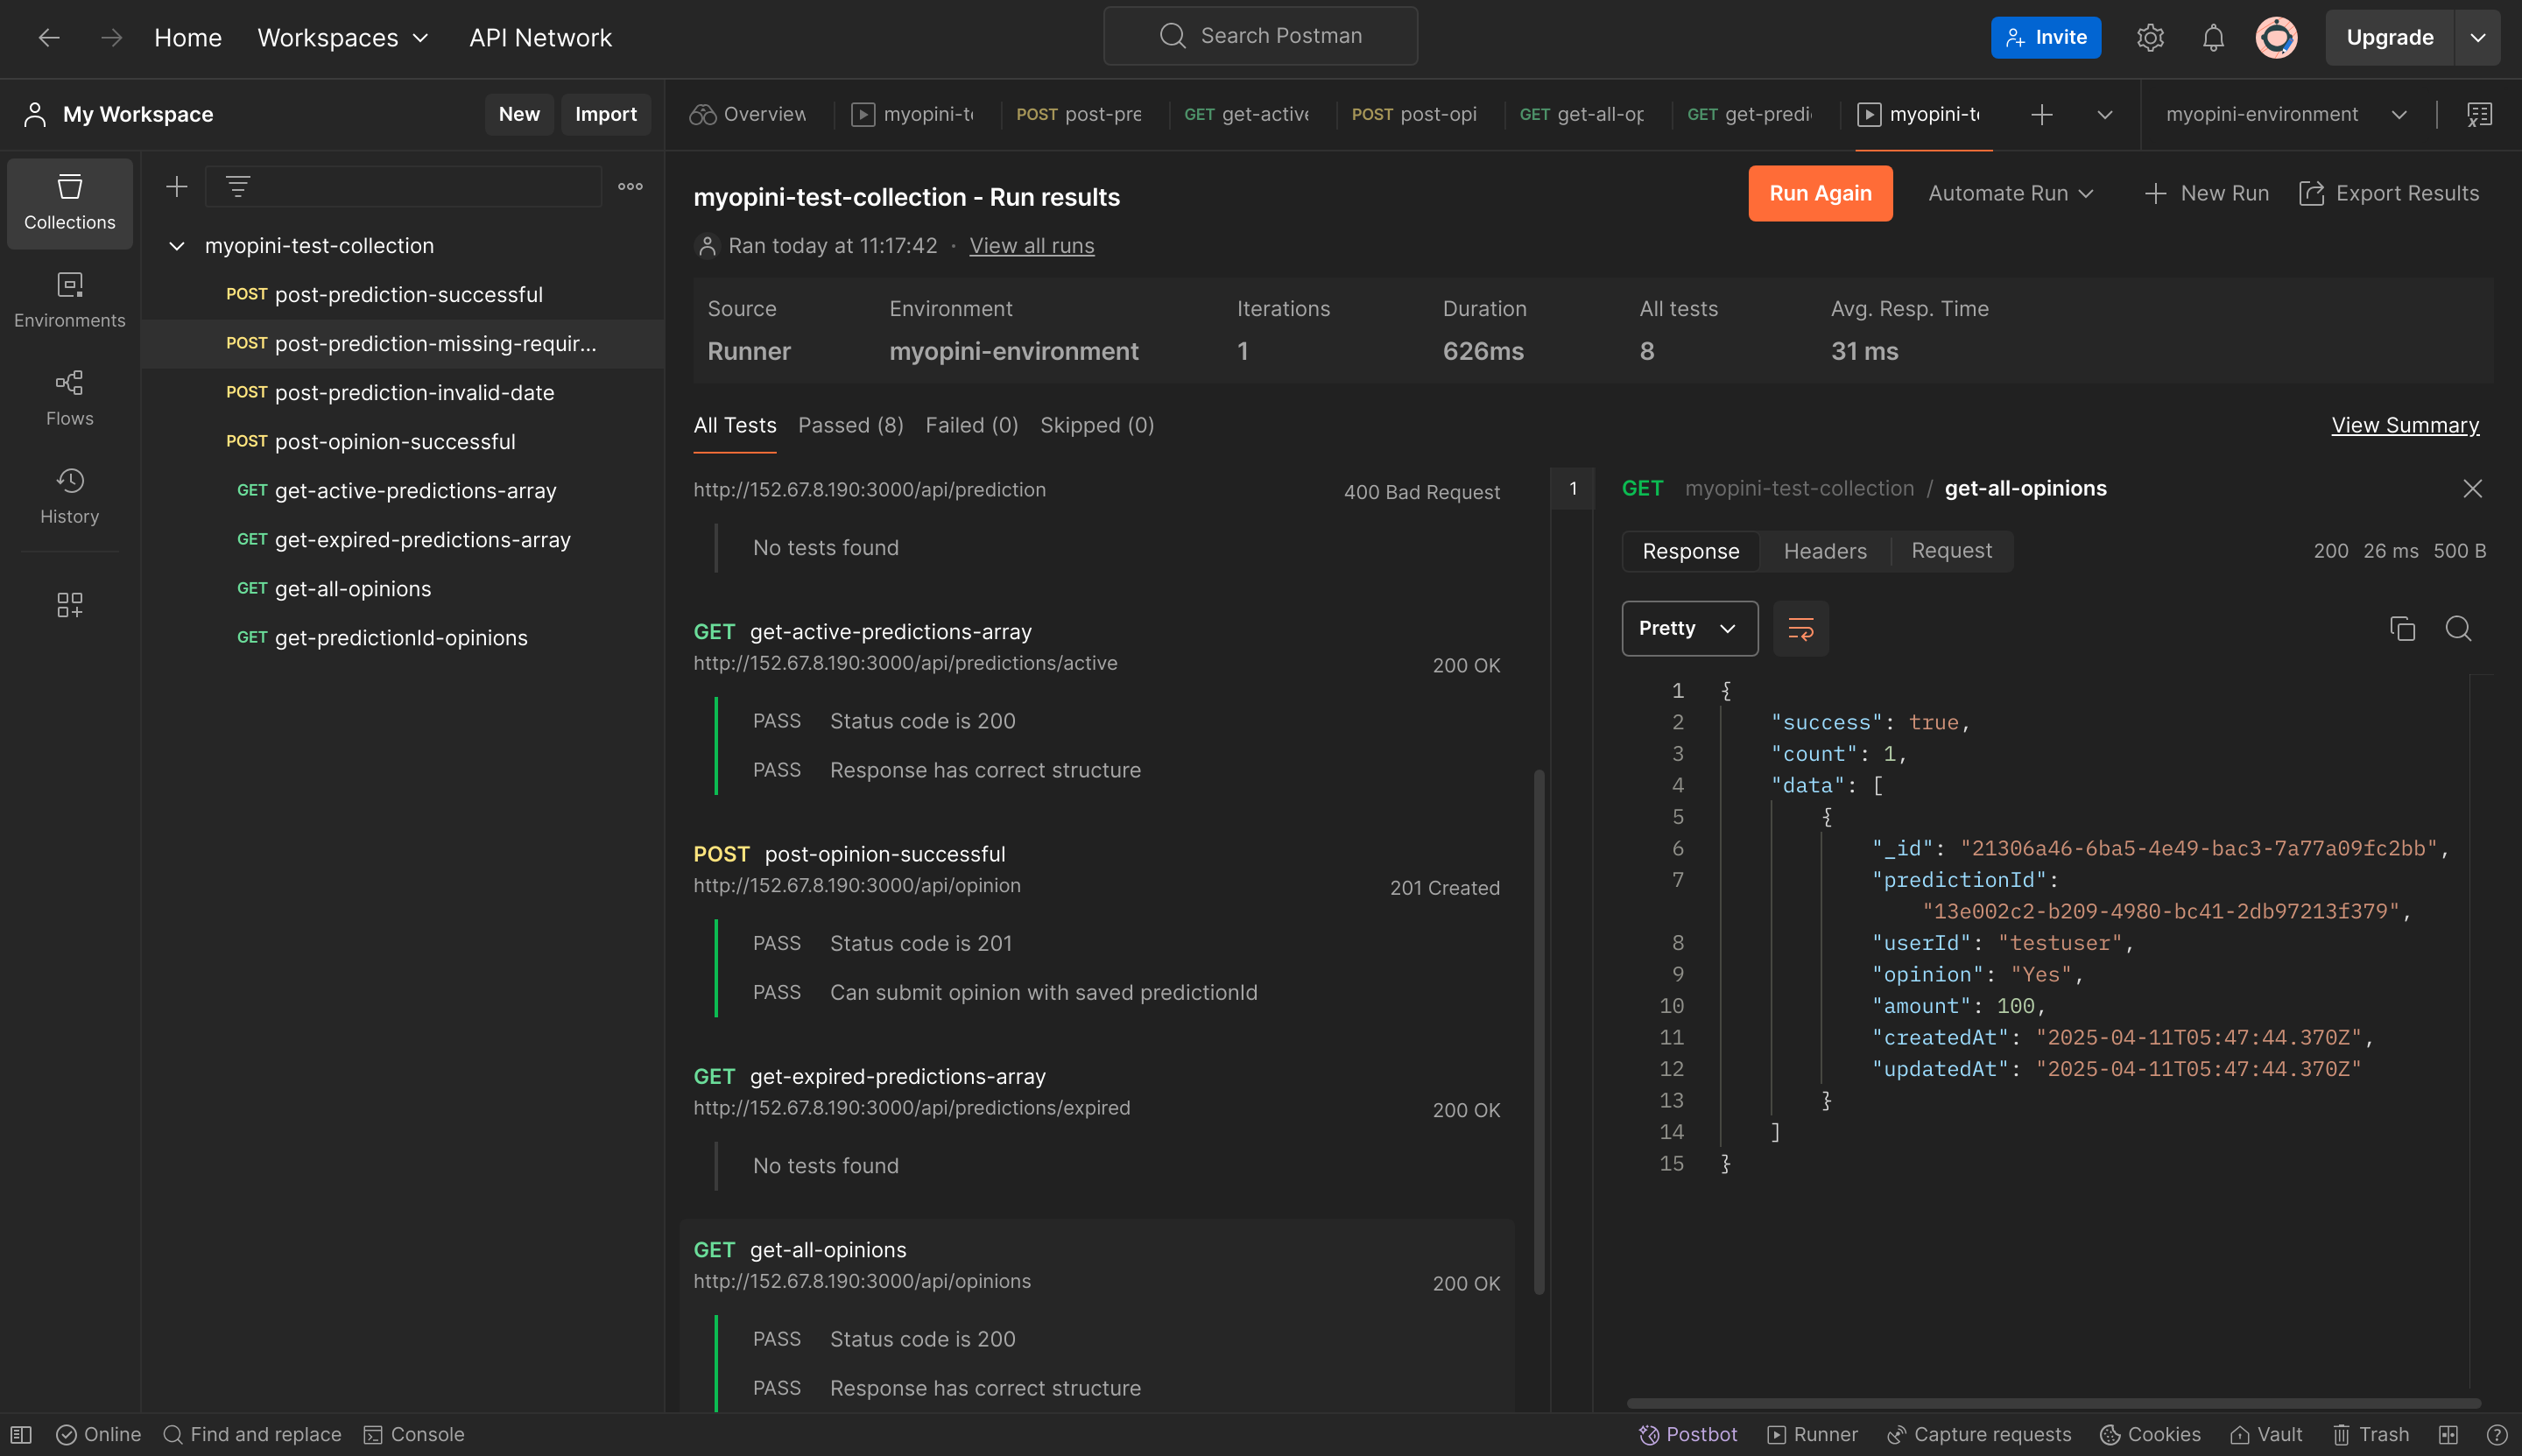 Home Workspaces API Network Search Postman Invite Upgrade
My Workspace New Import
Overview myopini-te POST post-pre GET get-active POST post-opi GET get-all-op GET get-predi myopini-te myopini-environment
Collections
Environments
Flows
History
myopini-test-collection
POST post-prediction-successful
POST post-prediction-missing-requir...
POST post-prediction-invalid-date
POST post-opinion-successful
GET get-active-predictions-array
GET get-expired-predictions-array
GET get-all-opinions
GET get-predictionId-opinions
myopini-test-collection - Run results
Run Again Automate Run New Run Export Results
Ran today at 11:17:42 · View all runs
Source Environment Iterations Duration All tests Avg. Resp. Time
Runner myopini-environment 1 626ms 8 31 ms
All Tests Passed (8) Failed (0) Skipped (0) View Summary
http://152.67.8.190:3000/api/prediction 400 Bad Request
No tests found
GET get-active-predictions-array
http://152.67.8.190:3000/api/predictions/active 200 OK
PASS Status code is 200
PASS Response has correct structure
POST post-opinion-successful
http://152.67.8.190:3000/api/opinion 201 Created
PASS Status code is 201
PASS Can submit opinion with saved predictionId
GET get-expired-predictions-array
http://152.67.8.190:3000/api/predictions/expired 200 OK
No tests found
GET get-all-opinions
http://152.67.8.190:3000/api/opinions 200 OK
PASS Status code is 200
PASS Response has correct structure
1
GET myopini-test-collection / get-all-opinions
Response Headers Request 200 26 ms 500 B
Pretty
1 {
2 "success": true,
3 "count": 1,
4 "data": [
5 {
6 "_id": "21306a46-6ba5-4e49-bac3-7a77a09fc2bb",
7 "predictionId":
"13e002c2-b209-4980-bc41-2db97213f379",
8 "userId": "testuser",
9 "opinion": "Yes",
10 "amount": 100,
11 "createdAt": "2025-04-11T05:47:44.370Z",
12 "updatedAt": "2025-04-11T05:47:44.370Z"
13 }
14 ]
15 }
Online Find and replace Console Postbot Runner Capture requests Cookies Vault Trash